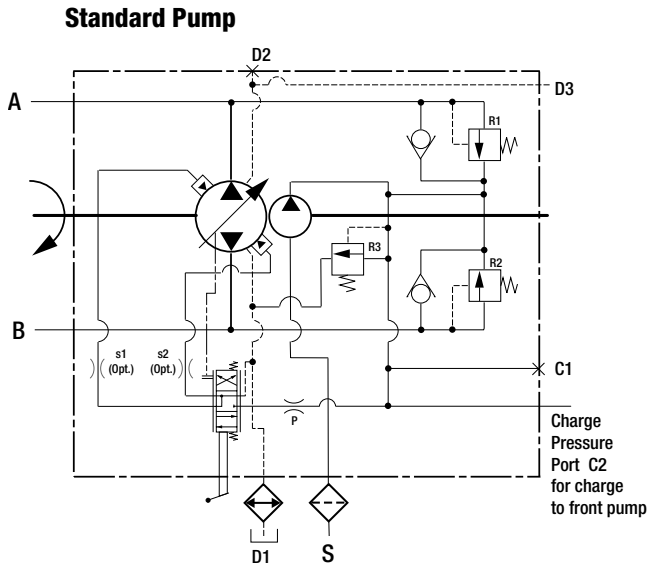 Standard Pump
D2
D3
A
R1
R3
R2
B
s1
(Opt.)
s2
(Opt.)
C1
P
Charge
Pressure
Port C2
for charge
to front pump
D1
S